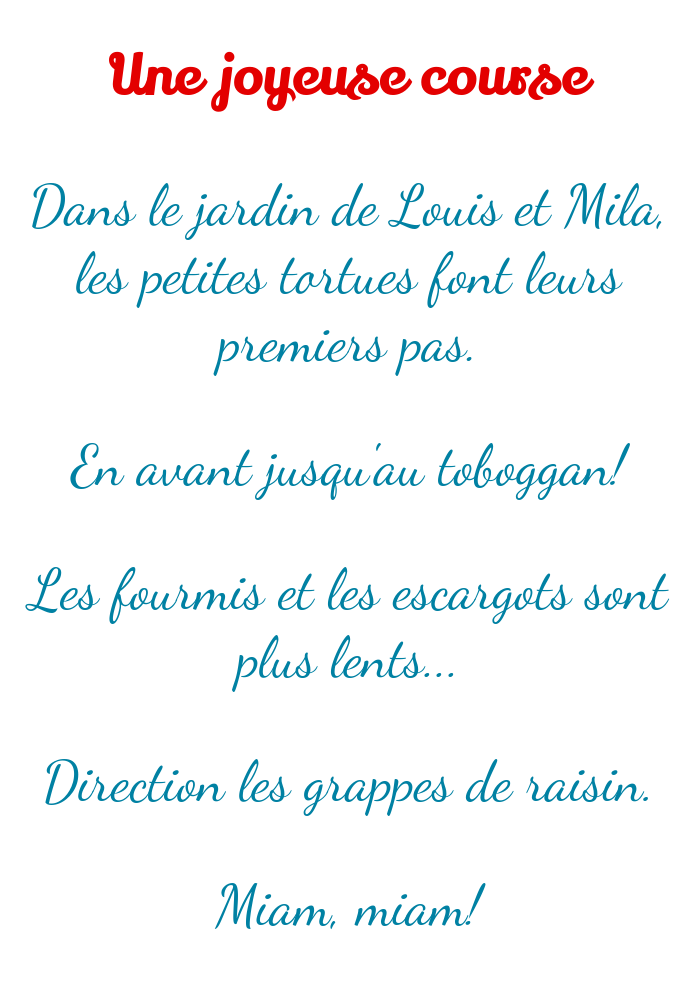 Une joyeuse course
Dans le jardin de Louis et Mila,
les petites tortues font leurs
premiers pas.
En avant jusqu'au toboggan!
Les fourmis et les escargots sont
plus lents...
Direction les grappes de raisin.
Miam, miam!